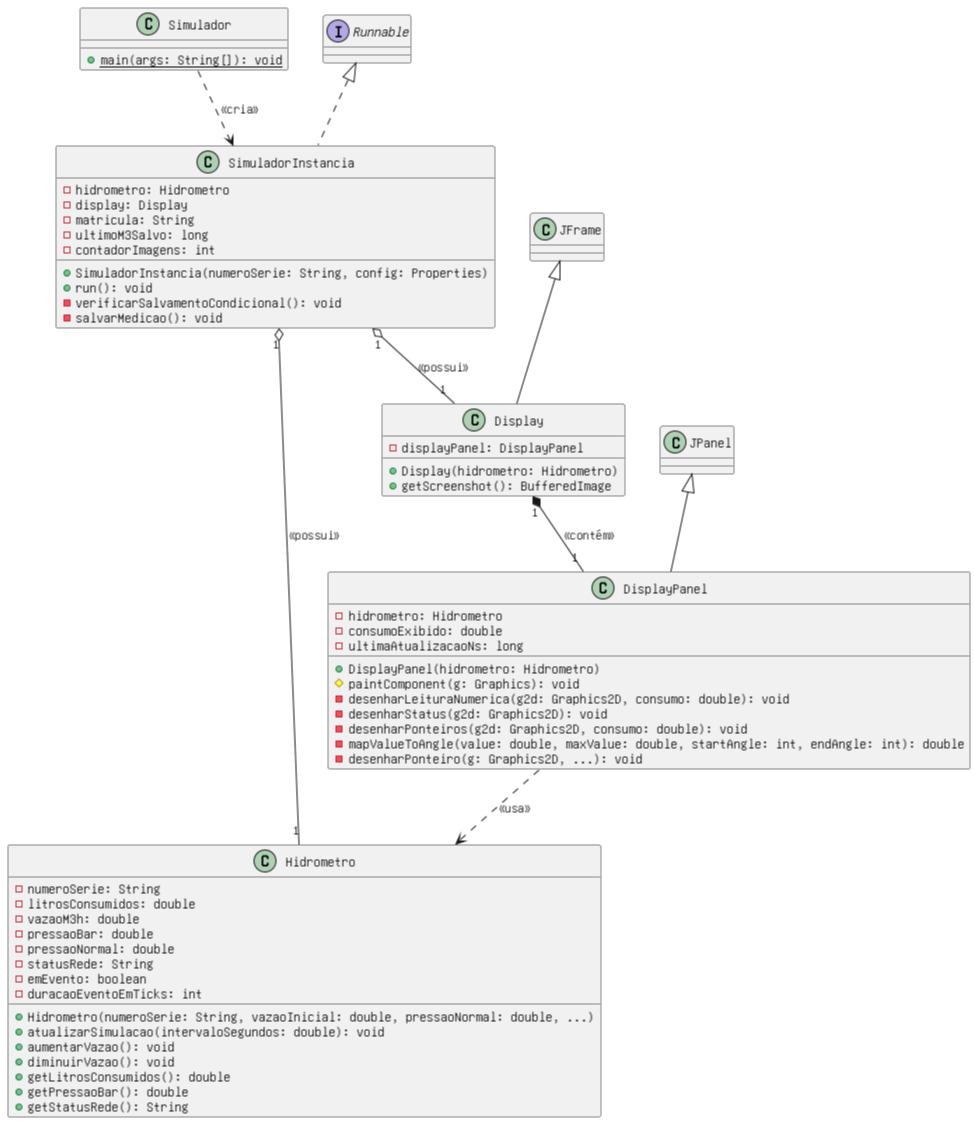 C Simulador
main(args: String[]): void
I Runnable
«cria»
C SimuladorInstancia
hidrometro: Hidrometro
display: Display
matricula: String
ultimoM3Salvo: long
contadorImagens: int
SimuladorInstancia(numeroSerie: String, config: Properties)
run(): void
verificarSalvamentoCondicional(): void
salvarMedicao(): void
C JFrame
1
1
«possui»
1
C Display
displayPanel: DisplayPanel
Display(hidrometro: Hidrometro)
getScreenshot(): BufferedImage
C JPanel
1
«possui»
«contém»
1
C DisplayPanel
hidrometro: Hidrometro
consumoExibido: double
ultimaAtualizacaoNs: long
DisplayPanel(hidrometro: Hidrometro)
paintComponent(g: Graphics): void
desenharLeituraNumerica(g2d: Graphics2D, consumo: double): void
desenharStatus(g2d: Graphics2D): void
desenharPonteiros(g2d: Graphics2D, consumo: double): void
mapValueToAngle(value: double, maxValue: double, startAngle: int, endAngle: int): double
desenharPonteiro(g: Graphics2D, ...): void
«usa»
1
C Hidrometro
numeroSerie: String
litrosConsumidos: double
vazaoM3h: double
pressaoBar: double
pressaoNormal: double
statusRede: String
emEvento: boolean
duracaoEventoEmTicks: int
Hidrometro(numeroSerie: String, vazaoInicial: double, pressaoNormal: double, ...)
atualizarSimulacao(intervaloSegundos: double): void
aumentarVazao(): void
diminuirVazao(): void
getLitrosConsumidos(): double
getPressaoBar(): double
getStatusRede(): String